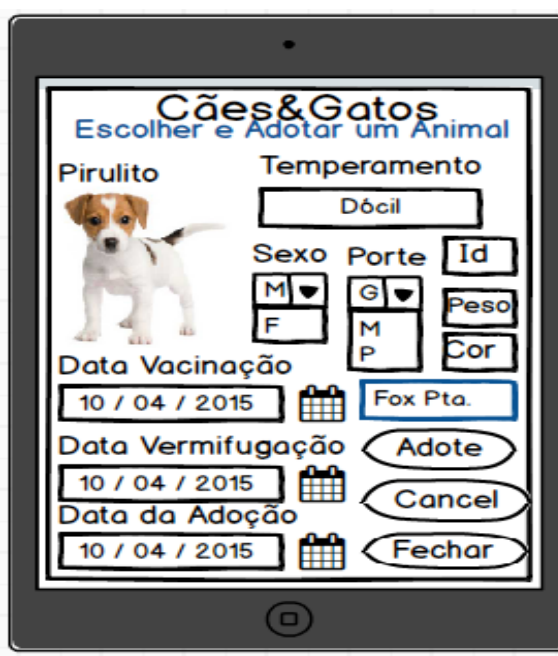 Cães&Gatos
Escolher e Adotar um Animal
Pirulito
Temperamento
Dócil
Sexo
Porte
Id
M
G
Peso
F
M
P
Cor
Data Vacinação
10 / 04 / 2015
Fox Pta.
Data Vermifugação
Adote
10 / 04 / 2015
Cancel
Data da Adoção
10 / 04 / 2015
Fechar